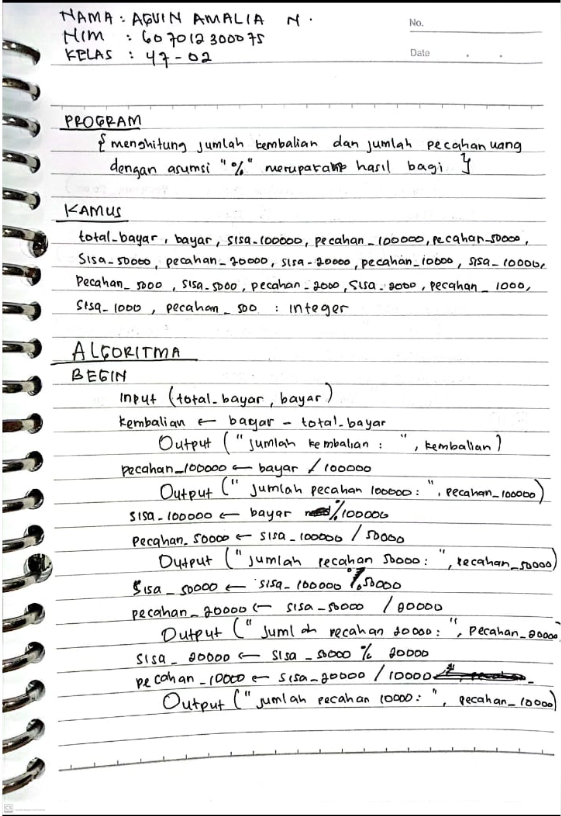 NAMA : AGVIN AMALIA N.
NIM : 607012300075
KELAS : 47-02
No.
Date . .
PROGRAM
{ menghitung jumlah kembalian dan jumlah pecahan uang
dengan asumsi "%" merupakan hasil bagi }
KAMUS
total_bayar, bayar, sisa_100000, pecahan_100000, pecahan_50000,
Sisa_50000, pecahan_20000, sisa_20000, pecahan_10000, sisa_10000,
Pecahan_5000, sisa_5000, pecahan_2000, Sisa_2000, pecahan_1000,
Sisa_1000, pecahan_500 : integer
ALGORITMA
BEGIN
Input (total_bayar, bayar)
kembalian ← bayar - total_bayar
Output ("jumlah kembalian : ", kembalian)
pecahan_100000 ← bayar / 100000
Output ("jumlah pecahan 100000: ", pecahan_100000)
sisa_100000 ← bayar % 100000
pecahan_50000 ← sisa_100000 / 50000
Output ("jumlah pecahan 50000: ", pecahan_50000)
Sisa_50000 ← sisa_100000 % 50000
pecahan_20000 ← sisa_50000 / 20000
Output ("jumlah pecahan 20000: ", Pecahan_20000
sisa_20000 ← sisa_50000 % 20000
pecahan_10000 ← sisa_20000 / 10000
Output ("jumlah pecahan 10000: ", pecahan_10000)